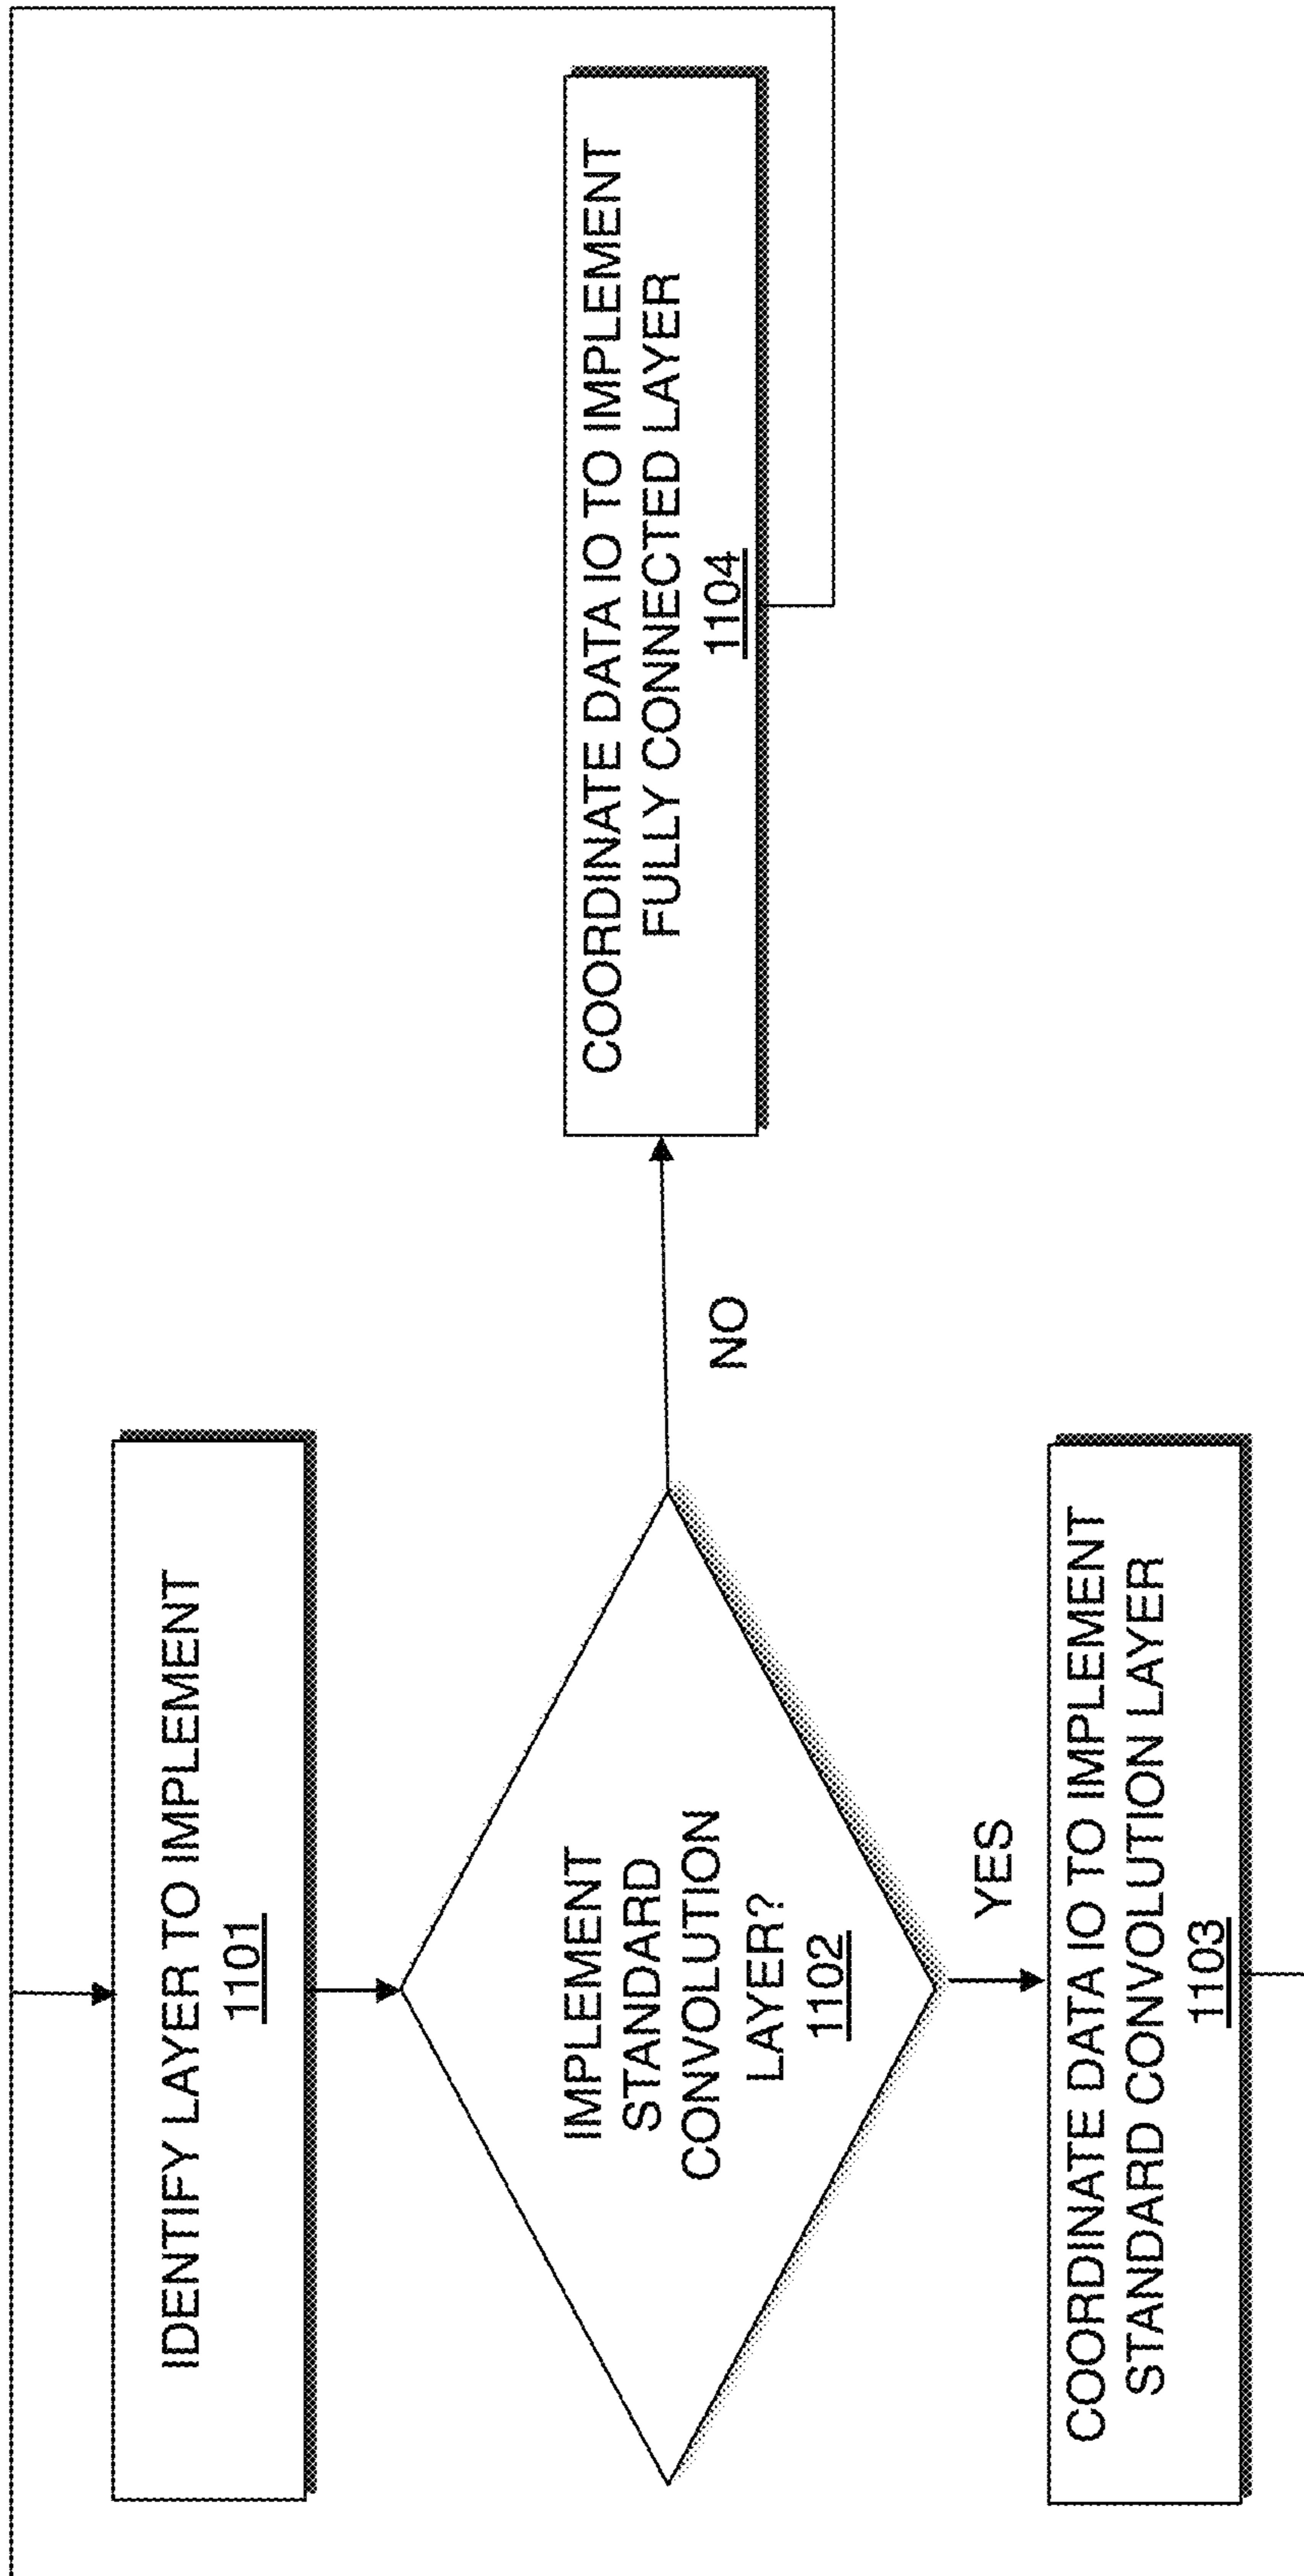 IDENTIFY LAYER TO IMPLEMENT
1101
IMPLEMENT
STANDARD
CONVOLUTION
LAYER?
1102
NO
COORDINATE DATA IO TO IMPLEMENT
FULLY CONNECTED LAYER
1104
YES
COORDINATE DATA IO TO IMPLEMENT
STANDARD CONVOLUTION LAYER
1103